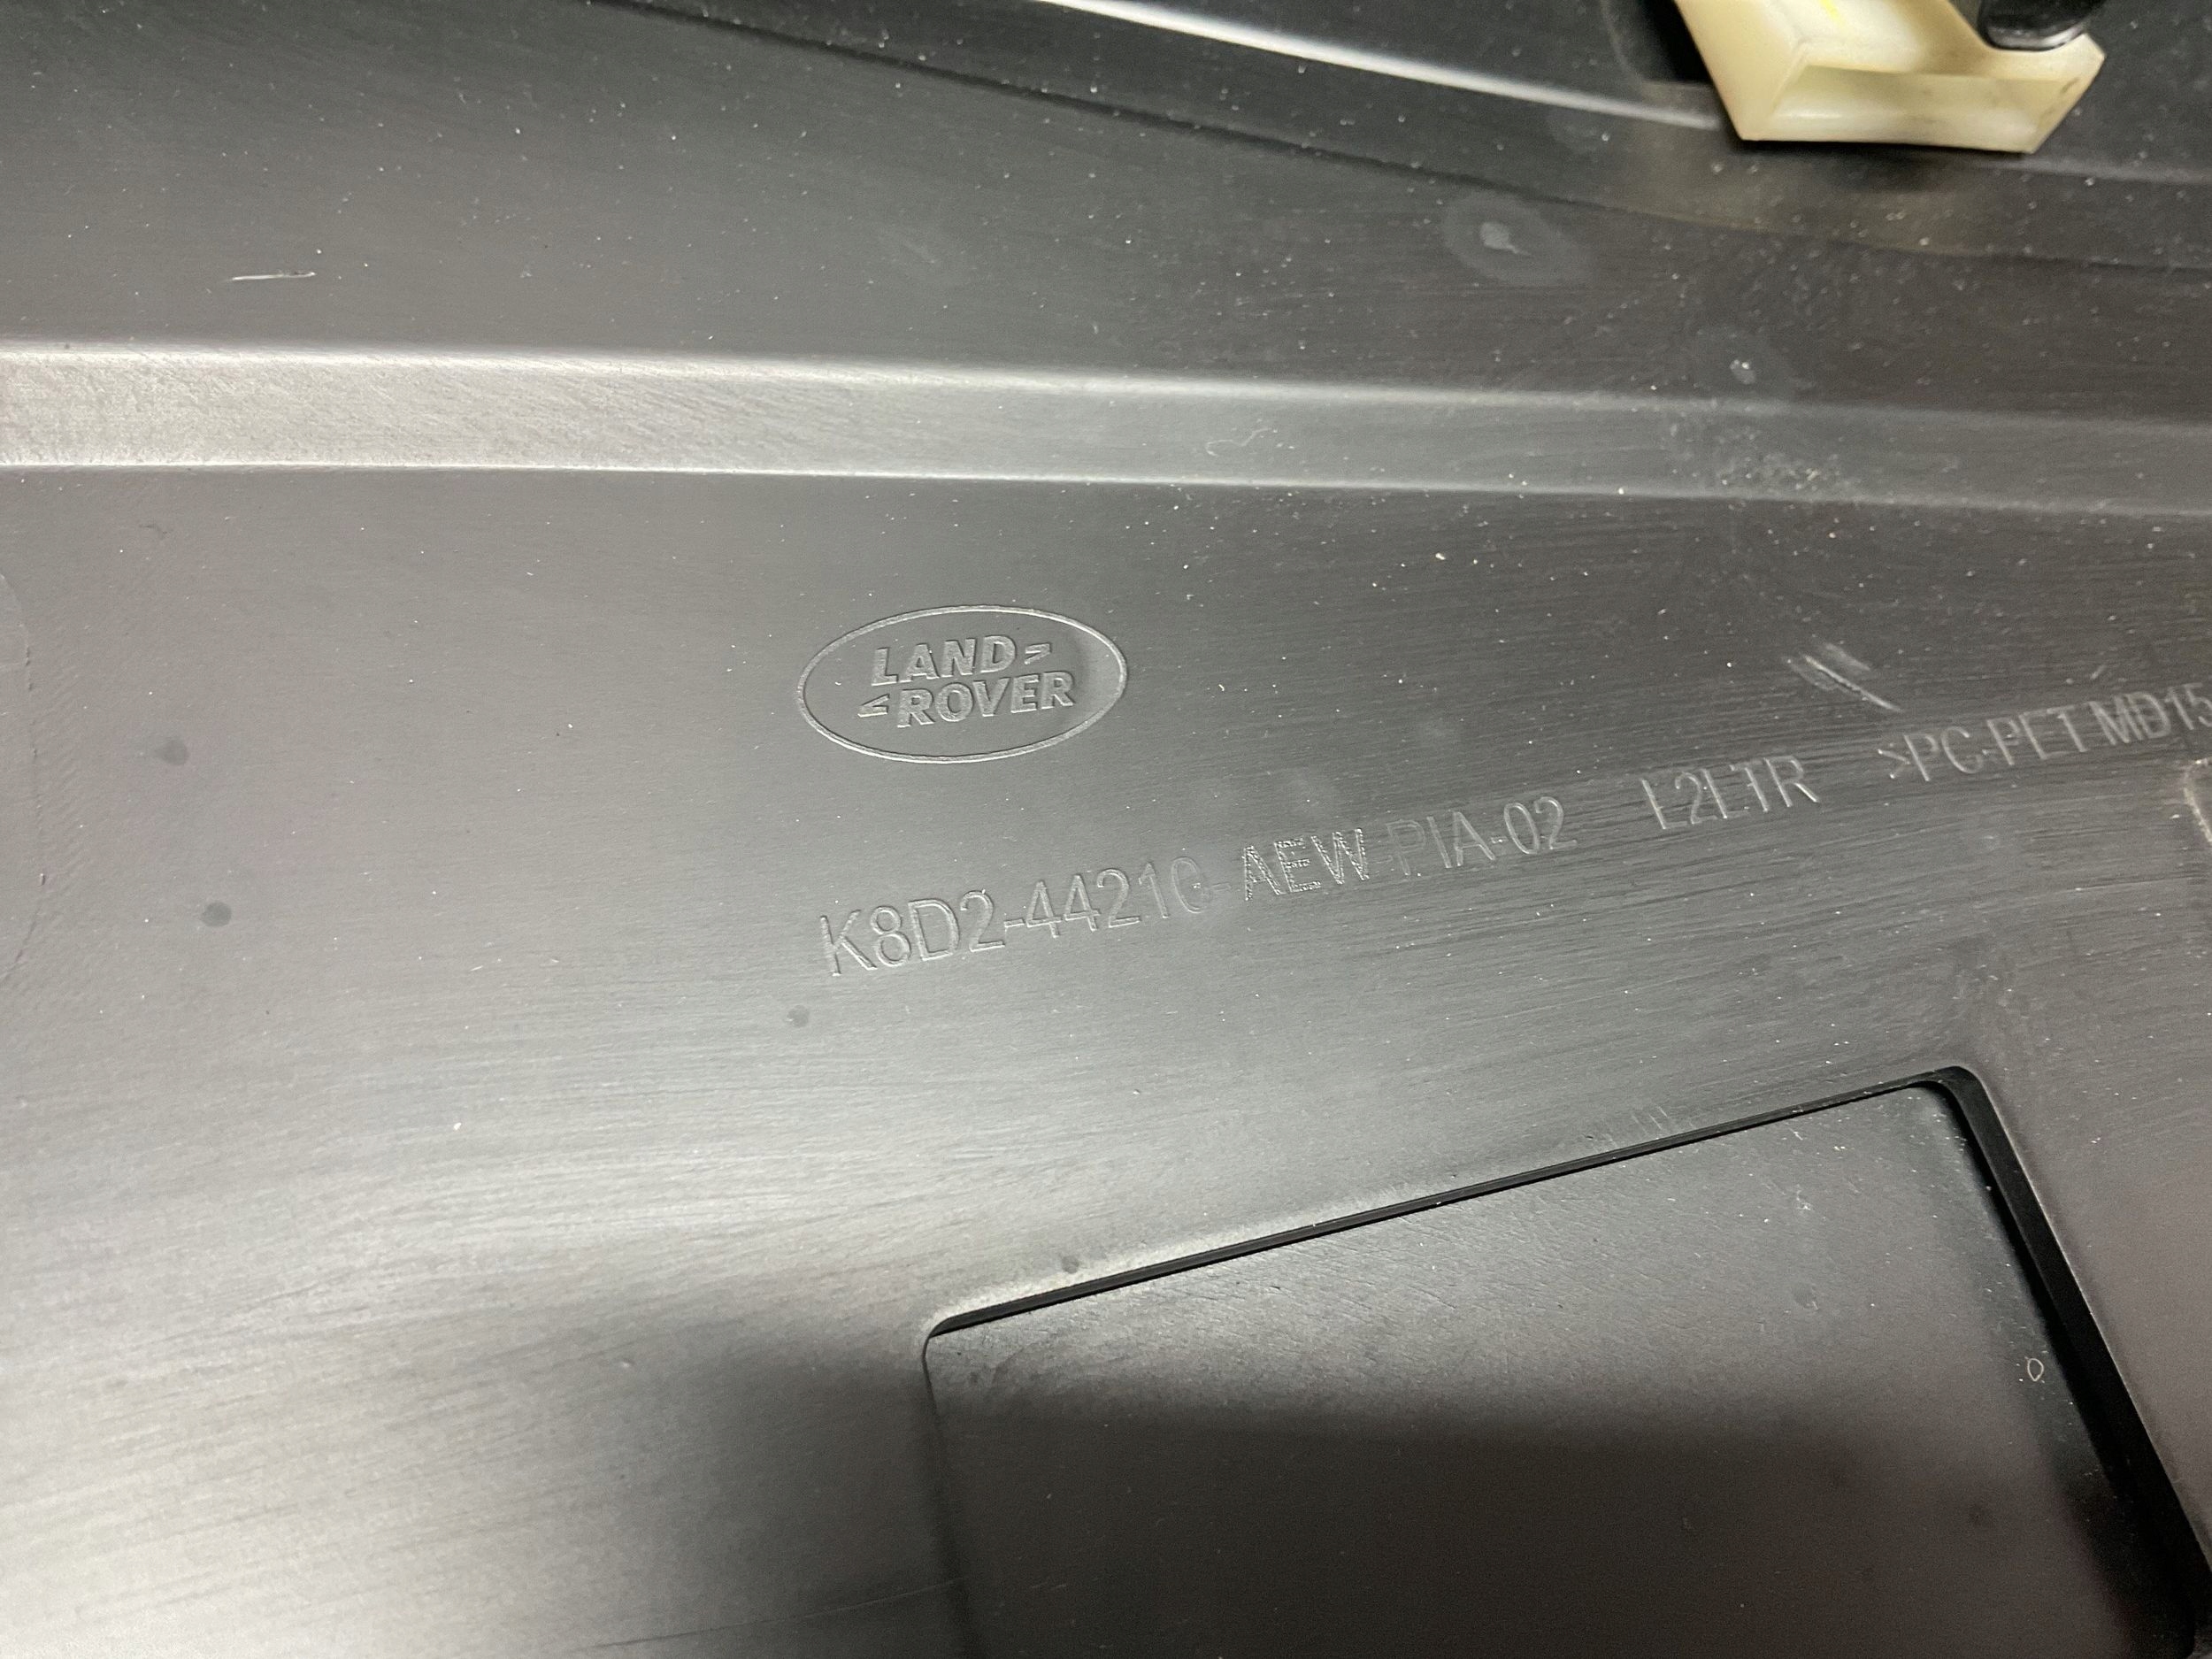 LAND
ROVER
K8D2-44210-AEW-PIA-02 L2LTR >PC-PET MD15